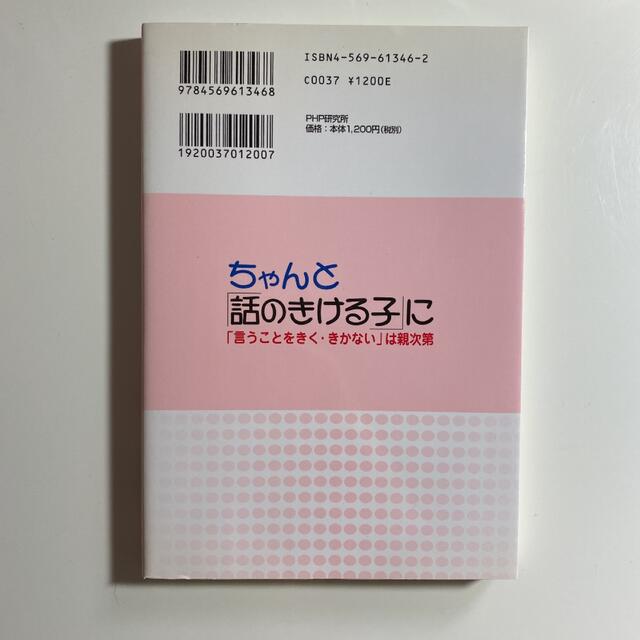 ISBN4-569-61346-2
C0037 ¥1200E
9784569613468
PHP研究所
価格：本体1,200円(税別)
1920037012007
ちゃんと
「話のきける子」に
「言うことをきく・きかない」は親次第